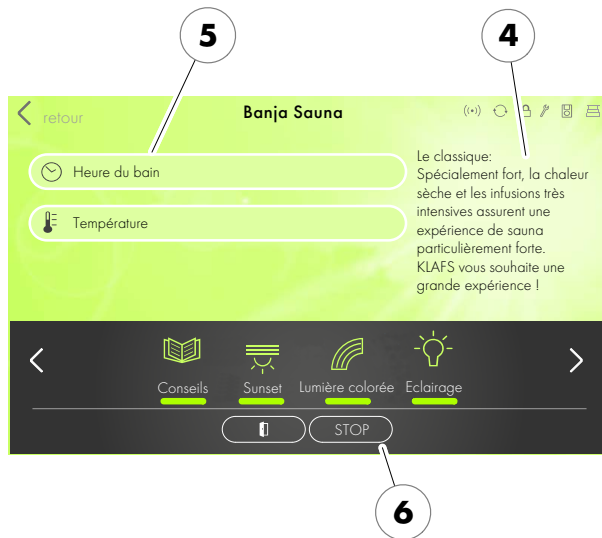 5
4
retour
Banja Sauna
Heure du bain
Température
Le classique:
Spécialement fort, la chaleur
sèche et les infusions très
intensives assurent une
expérience de sauna
particulièrement forte.
KLAFS vous souhaite une
grande expérience !
Conseils
Sunset
Lumière colorée
Eclairage
STOP
6